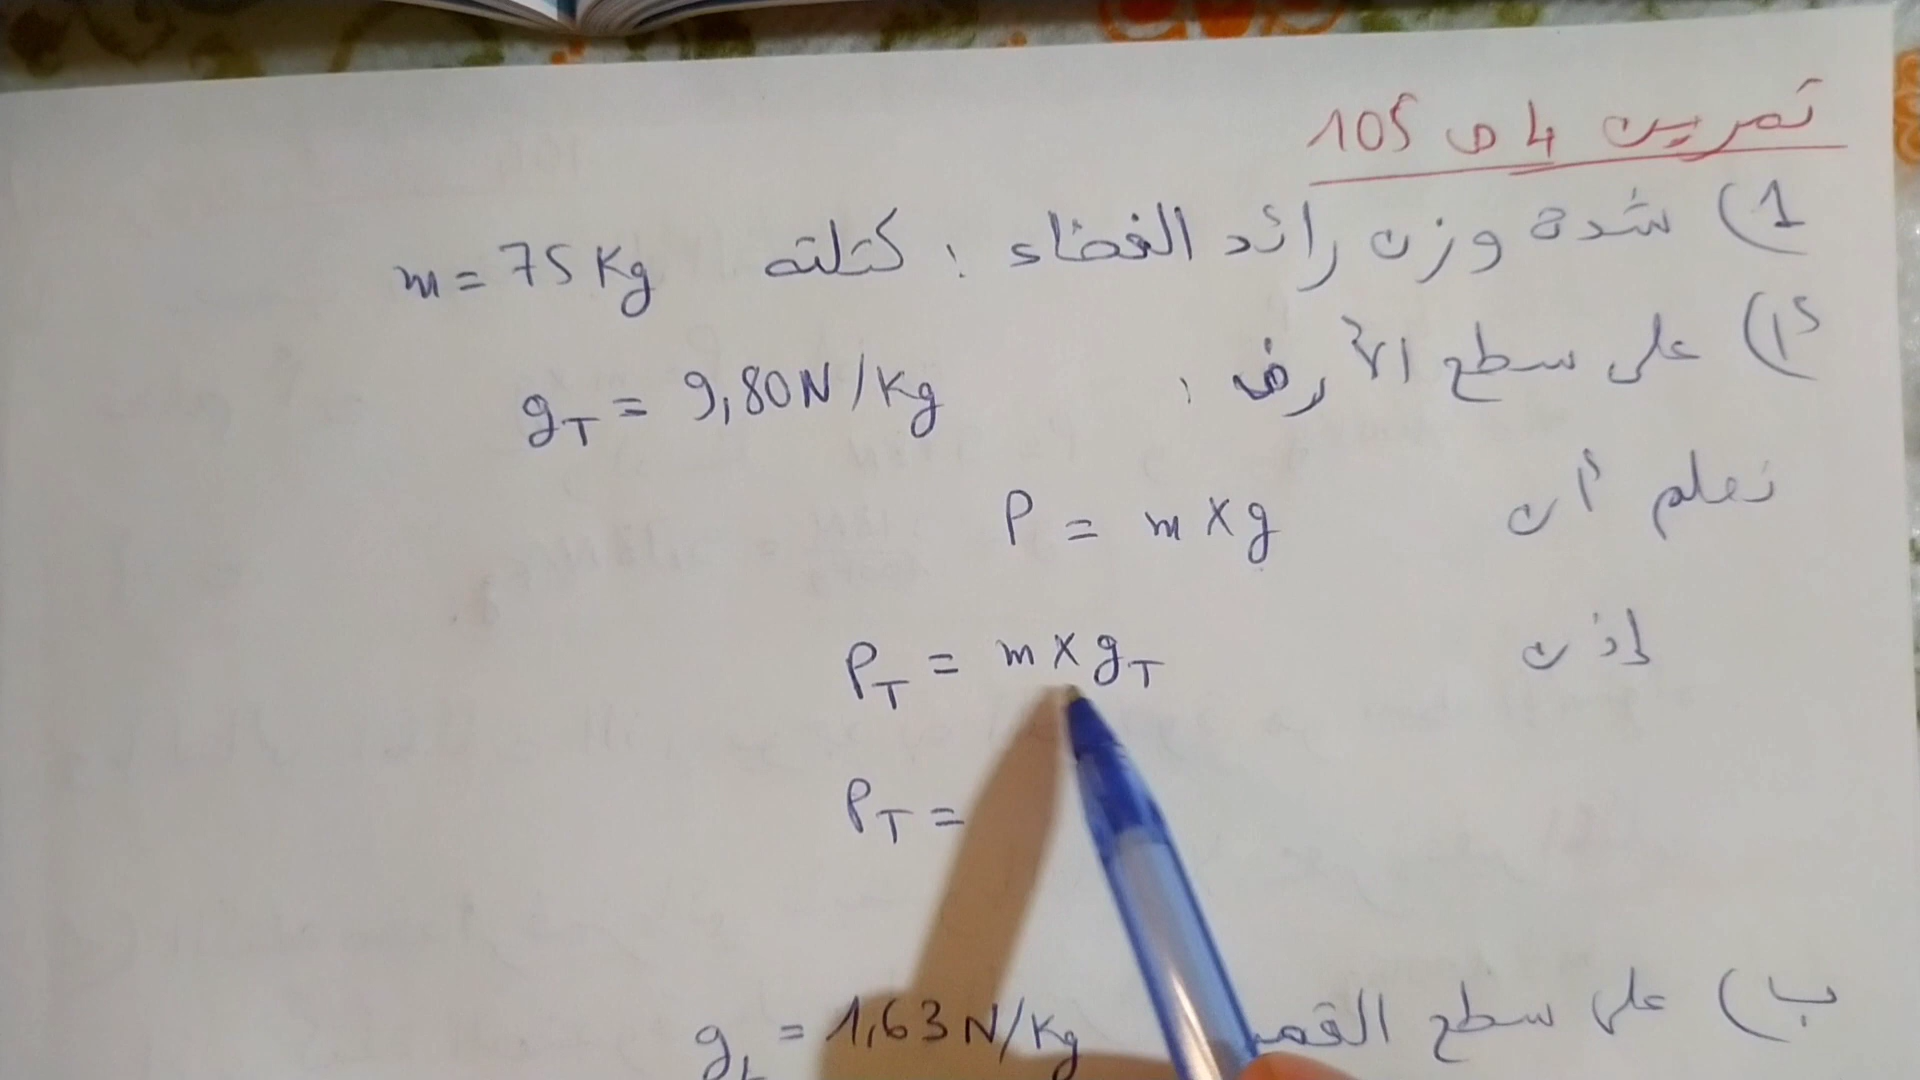 تمرين 4 ص 105
1) شدة وزن رائد الفضاء : كتلته m = 75 Kg
أ) على سطح الأرض : g_T = 9,80 N/Kg
نعلم أن P = m × g
إذن P_T = m × g_T
P_T =
ب) على سطح القمر g_L = 1,63 N/Kg